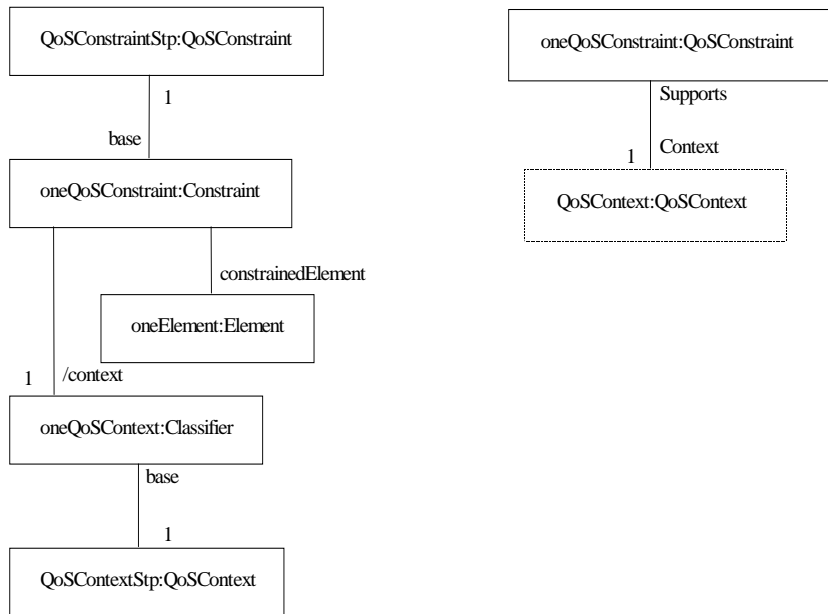 QoSConstraintStp:QoSConstraint
1
base
oneQoSConstraint:Constraint
constrainedElement
oneElement:Element
1
/context
oneQoSContext:Classifier
base
1
QoSContextStp:QoSContext
oneQoSConstraint:QoSConstraint
Supports
Context
1
QoSContext:QoSContext